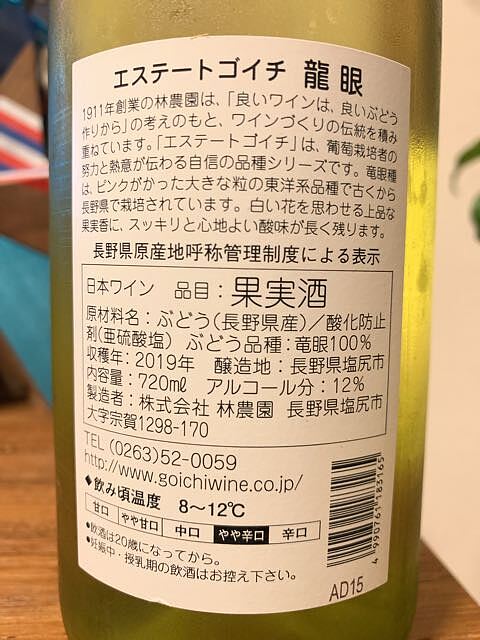 エステートゴイチ 龍眼
1911年創業の林農園は、「良いワインは、良いぶどう
作りから」の考えのもと、ワインづくりの伝統を積み
重ねています。「エステートゴイチ」は、葡萄栽培者の
努力と熱意が伝わる自信の品種シリーズです。竜眼種
は、ピンクがかった大きな粒の東洋系品種で古くから
長野県で栽培されています。白い花を思わせる上品な
果実香に、スッキリと心地よい酸味が長く残ります。
長野県原産地呼称管理制度による表示
日本ワイン 品目：果実酒
原材料名：ぶどう（長野県産）／酸化防止
剤（亜硫酸塩） ぶどう品種：竜眼100％
収穫年：2019年 醸造地：長野県塩尻市
内容量：720mℓ アルコール分：12％
製造者：株式会社 林農園 長野県塩尻市
大字宗賀1298-170
TEL (0263)52-0059
http://www.goichiwine.co.jp/
◆飲み頃温度 8～12℃
甘口 やや甘口 中口 やや辛口 辛口
●飲酒は20歳になってから。
●妊娠中・授乳期の飲酒はお控え下さい。
4 990761 183165
AD15